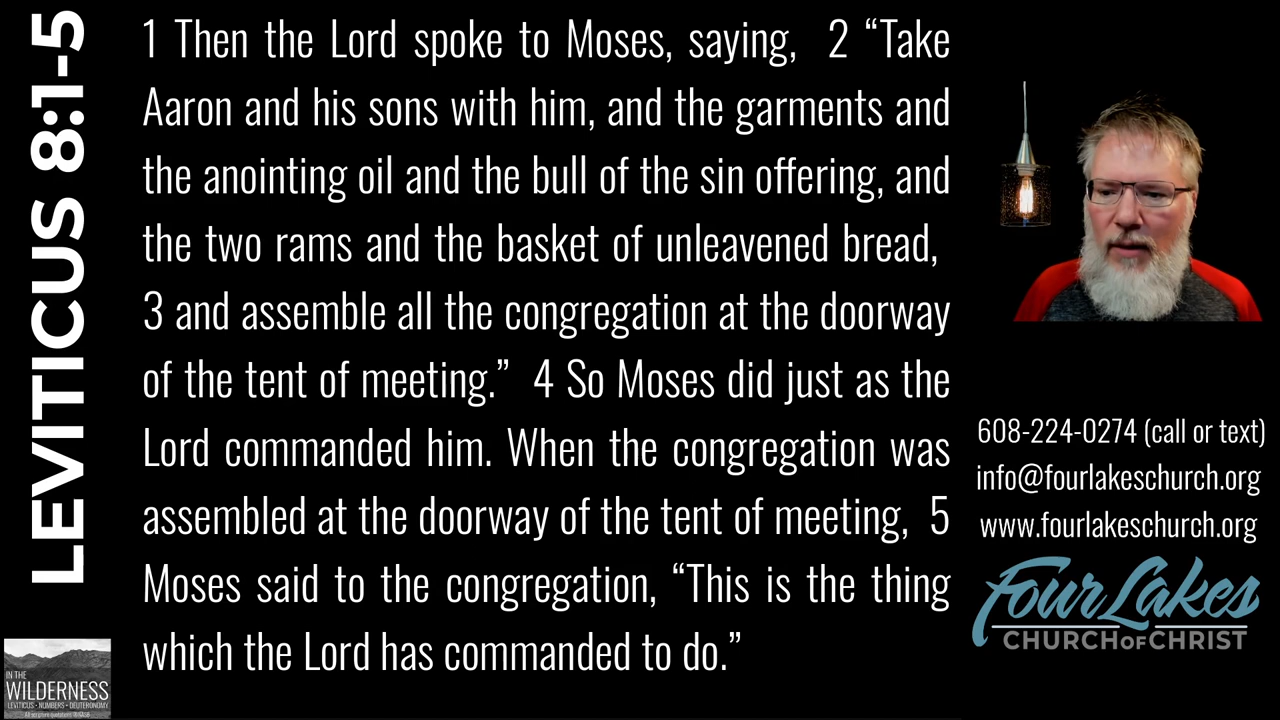 LEVITICUS 8:1-5
1 Then the Lord spoke to Moses, saying, 2 “Take
Aaron and his sons with him, and the garments and
the anointing oil and the bull of the sin offering, and
the two rams and the basket of unleavened bread,
3 and assemble all the congregation at the doorway
of the tent of meeting.” 4 So Moses did just as the
Lord commanded him. When the congregation was
assembled at the doorway of the tent of meeting, 5
Moses said to the congregation, “This is the thing
which the Lord has commanded to do.”
608-224-0274 (call or text)
info@fourlakeschurch.org
www.fourlakeschurch.org
Four Lakes
CHURCH OF CHRIST
IN THE
WILDERNESS
LEVITICUS • NUMBERS • DEUTERONOMY